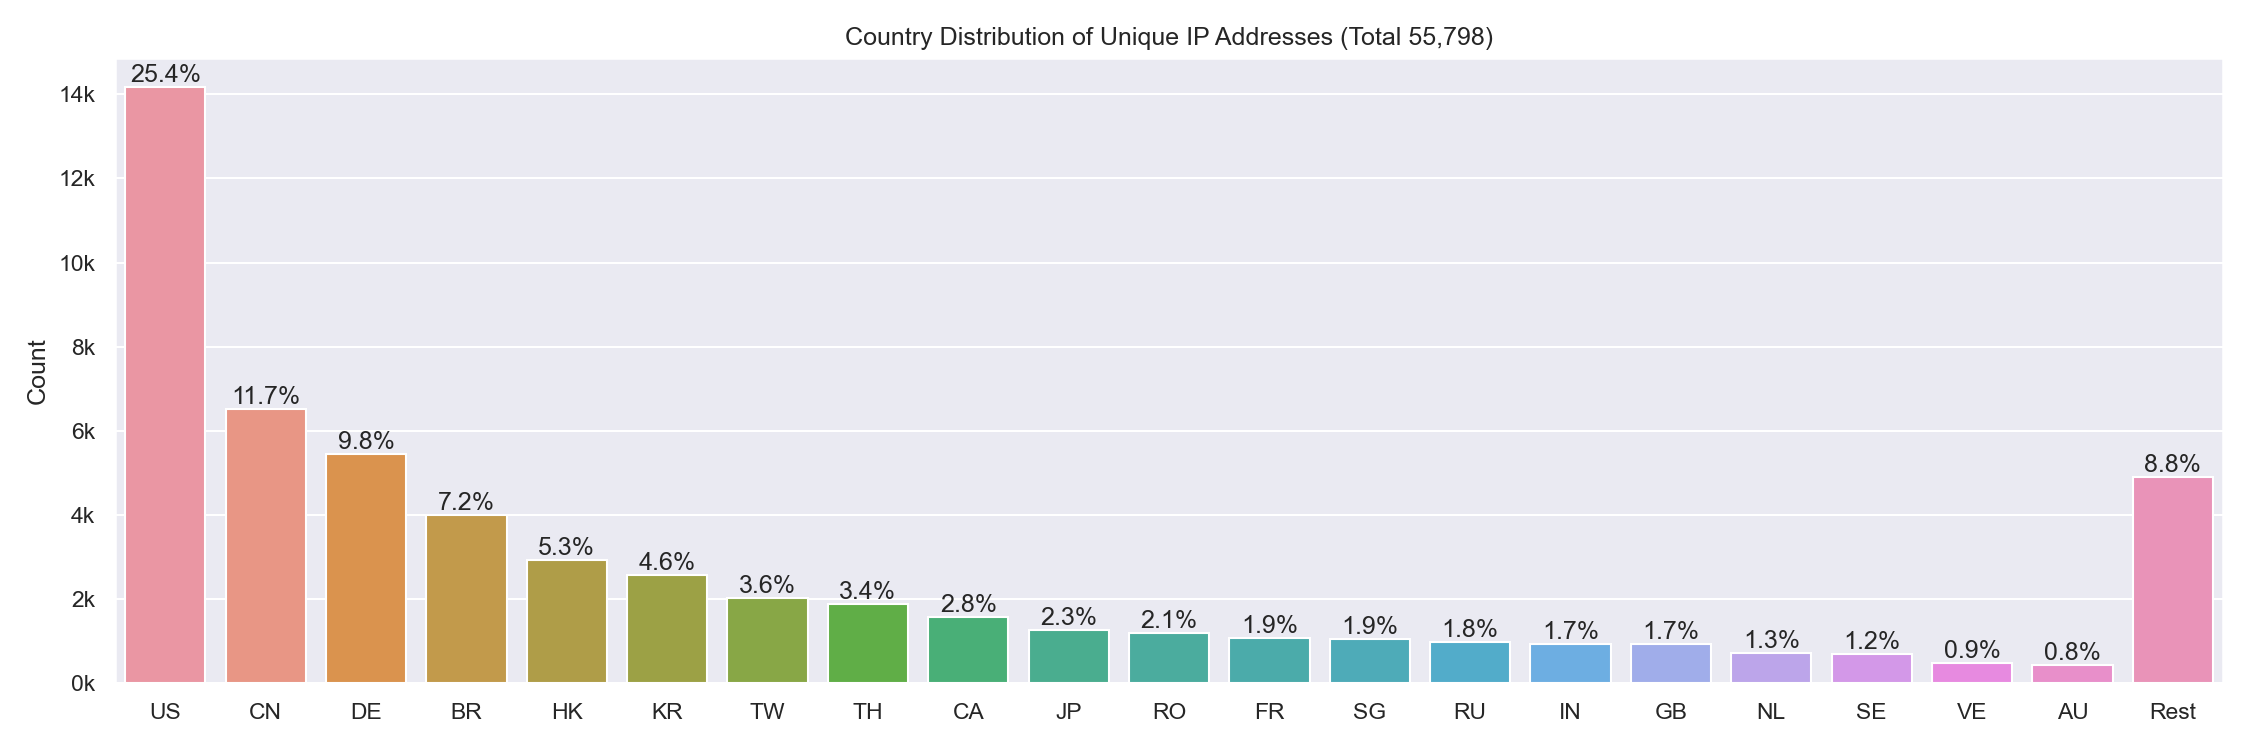 Country Distribution of Unique IP Addresses (Total 55,798)
Count
14k
12k
10k
8k
6k
4k
2k
0k
25.4%
11.7%
9.8%
7.2%
5.3%
4.6%
3.6%
3.4%
2.8%
2.3%
2.1%
1.9%
1.9%
1.8%
1.7%
1.7%
1.3%
1.2%
0.9%
0.8%
8.8%
US CN DE BR HK KR TW TH CA JP RO FR SG RU IN GB NL SE VE AU Rest